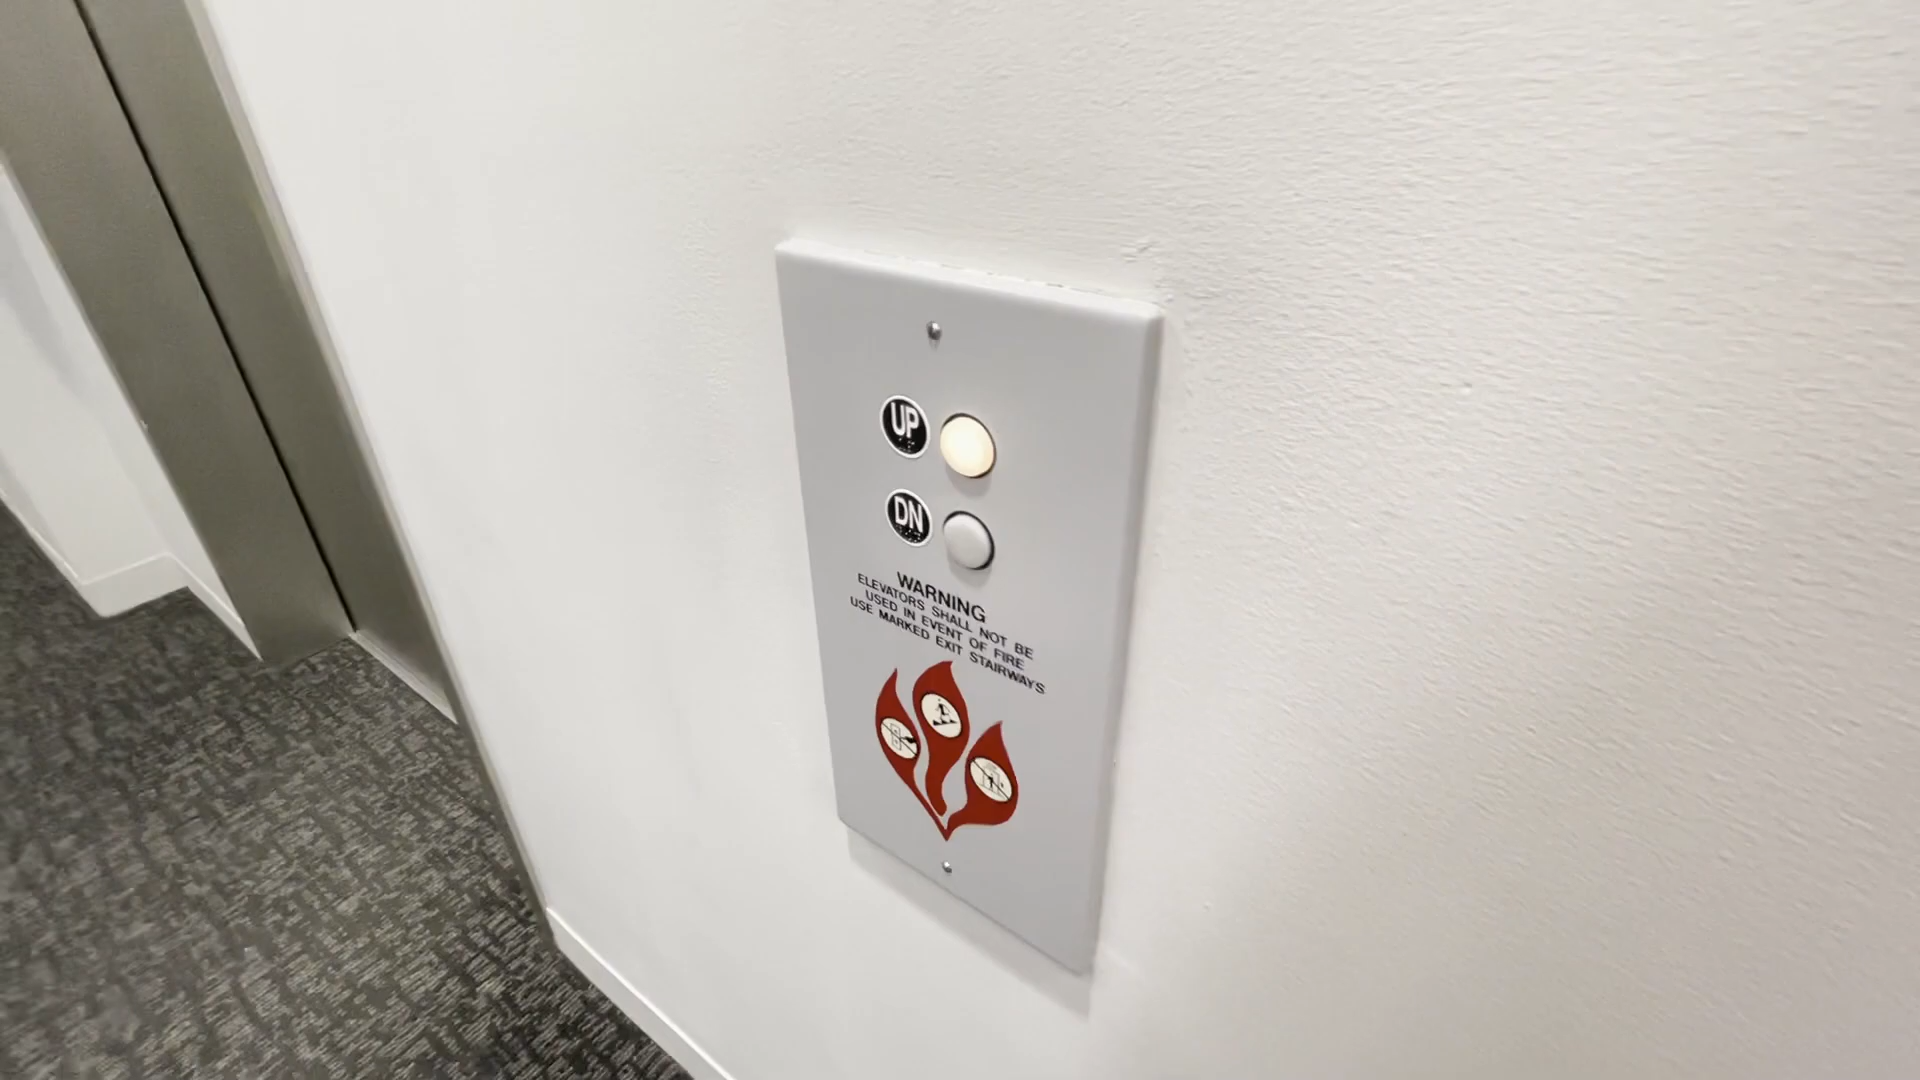 UP
DN
WARNING
ELEVATORS SHALL NOT BE
USED IN EVENT OF FIRE
USE MARKED EXIT STAIRWAYS